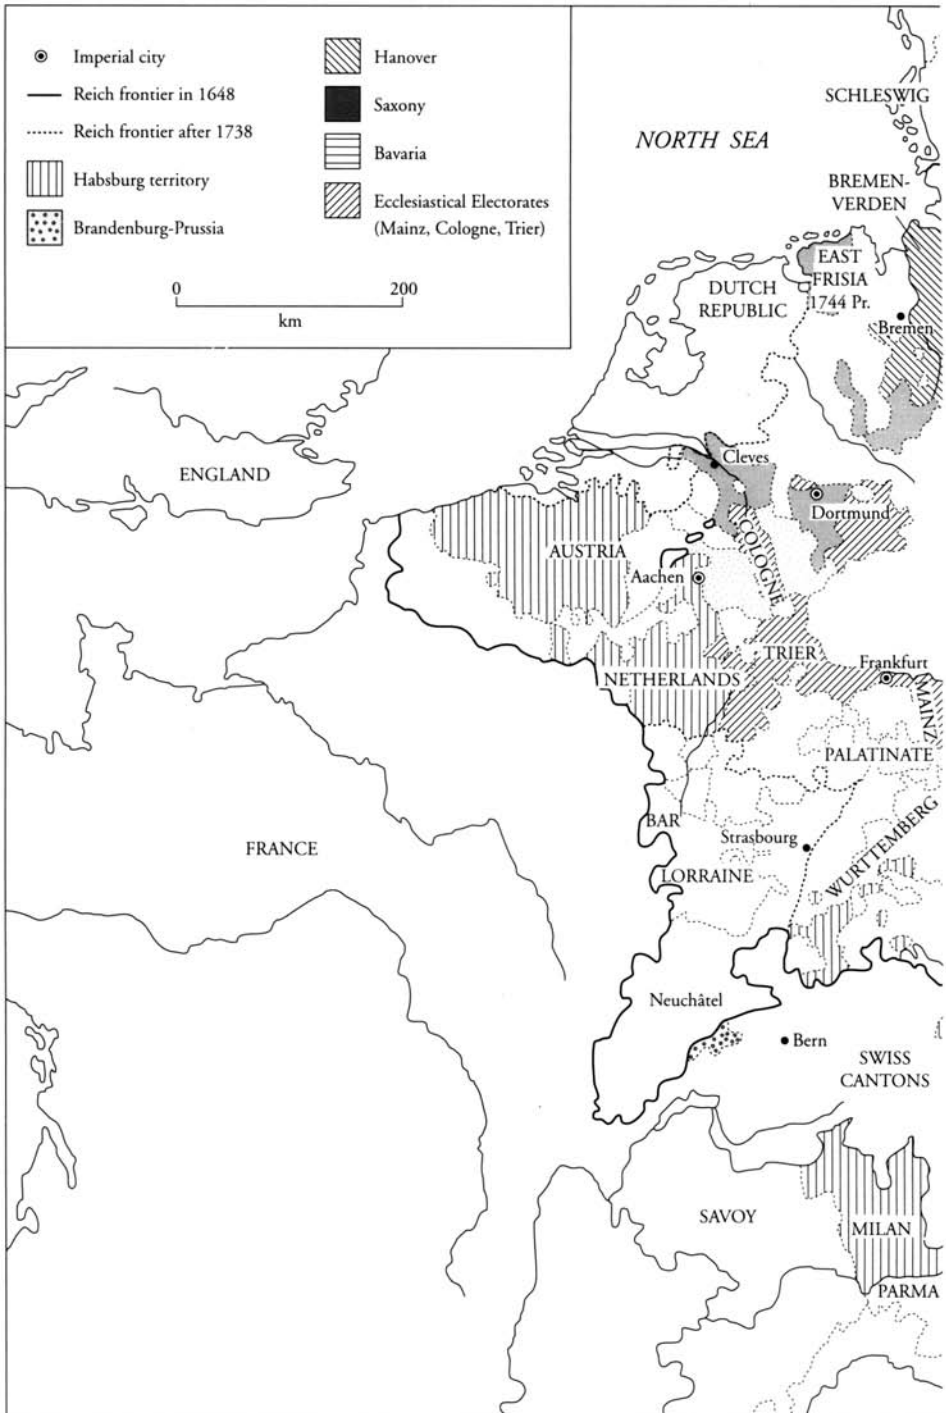 Imperial city
Reich frontier in 1648
Reich frontier after 1738
Habsburg territory
Brandenburg-Prussia
Hanover
Saxony
Bavaria
Ecclesiastical Electorates
(Mainz, Cologne, Trier)
0 200
km
NORTH SEA
SCHLESWIG
BREMEN-
VERDEN
EAST
FRISIA
1744 Pr.
DUTCH
REPUBLIC
Bremen
ENGLAND
Cleves
Dortmund
AUSTRIA
COLOGNE
Aachen
TRIER
Frankfurt
NETHERLANDS
MAINZ
PALATINATE
BAR
Strasbourg
WURTTEMBERG
FRANCE
LORRAINE
Neuchâtel
Bern
SWISS
CANTONS
SAVOY
MILAN
PARMA